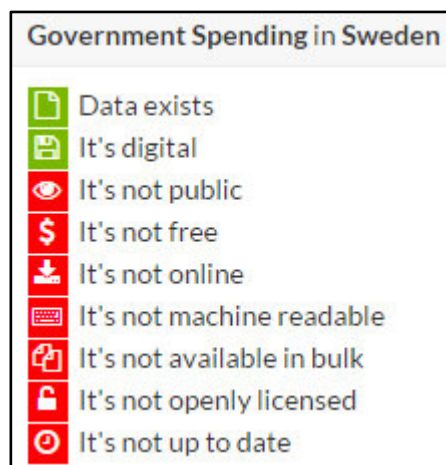 Government Spending in Sweden
Data exists
It's digital
It's not public
$ It's not free
It's not online
It's not machine readable
It's not available in bulk
It's not openly licensed
It's not up to date